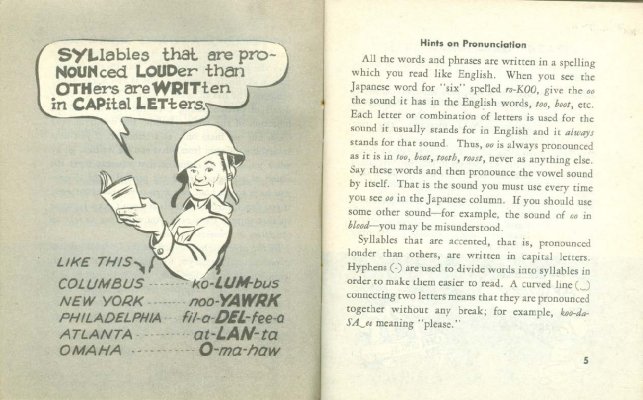 SYLlables that are pro-
NOUNced LOUDer than
OTHers are WRITten
in CAPital LETters.
LIKE THIS
COLUMBUS ------ ko-LUM-bus
NEW YORK ------ noo-YAWRK
PHILADELPHIA --- fil-a-DEL-fee-a
ATLANTA ---------- at-LAN-ta
OMAHA ------------ O-ma-haw
Hints on Pronunciation
All the words and phrases are written in a spelling
which you read like English. When you see the
Japanese word for "six" spelled ro-KOO, give the oo
the sound it has in the English words, too, boot, etc.
Each letter or combination of letters is used for the
sound it usually stands for in English and it always
stands for that sound. Thus, oo is always pronounced
as it is in too, boot, tooth, roost, never as anything else.
Say these words and then pronounce the vowel sound
by itself. That is the sound you must use every time
you see oo in the Japanese column. If you should use
some other sound—for example, the sound of oo in
blood—you may be misunderstood.
Syllables that are accented, that is, pronounced
louder than others, are written in capital letters.
Hyphens (-) are used to divide words into syllables in
order to make them easier to read. A curved line (‿)
connecting two letters means that they are pronounced
together without any break; for example, koo-da-
SA‿ee meaning "please."
5